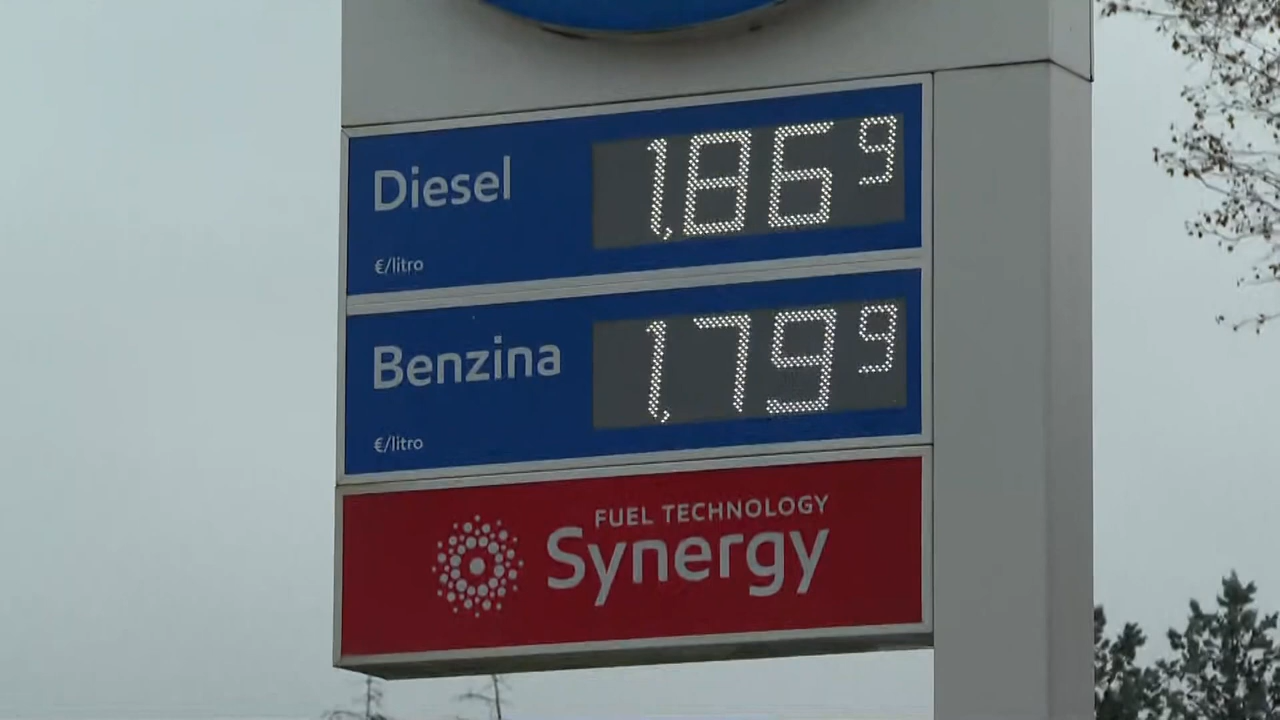 Diesel 1,869
€/litro
Benzina 1,799
€/litro
FUEL TECHNOLOGY
Synergy